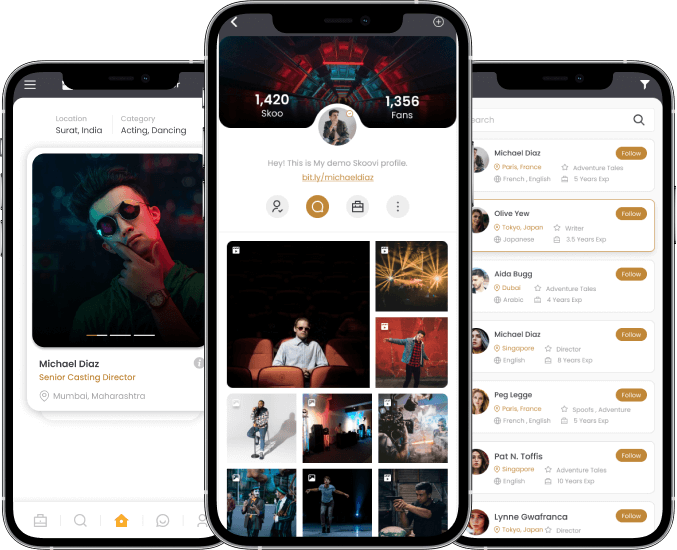 Location
Surat, India
Category
Acting, Dancing
Michael Diaz
Senior Casting Director
Mumbai, Maharashtra
1,420
Skoo
1,356
Fans
Hey! This is My demo Skoovi profile.
bit.ly/michaeldiaz
earch
Michael Diaz
Follow
Paris, France
Adventure Tales
French , English
5 Years Exp
Olive Yew
Follow
Tokyo, Japan
Writer
Japanese
3.5 Years Exp
Aida Bugg
Follow
Dubai
Adventure Tales
Arabic
4 Years Exp
Michael Diaz
Follow
Singapore
Director
English
8 Years Exp
Peg Legge
Follow
Paris, France
Spoofs , Adventure
French , English
5 Years Exp
Pat N. Toffis
Follow
Singapore
Adventure Tales
English
10 Years Exp
Lynne Gwafranca
Follow
Tokyo, Japan
Director